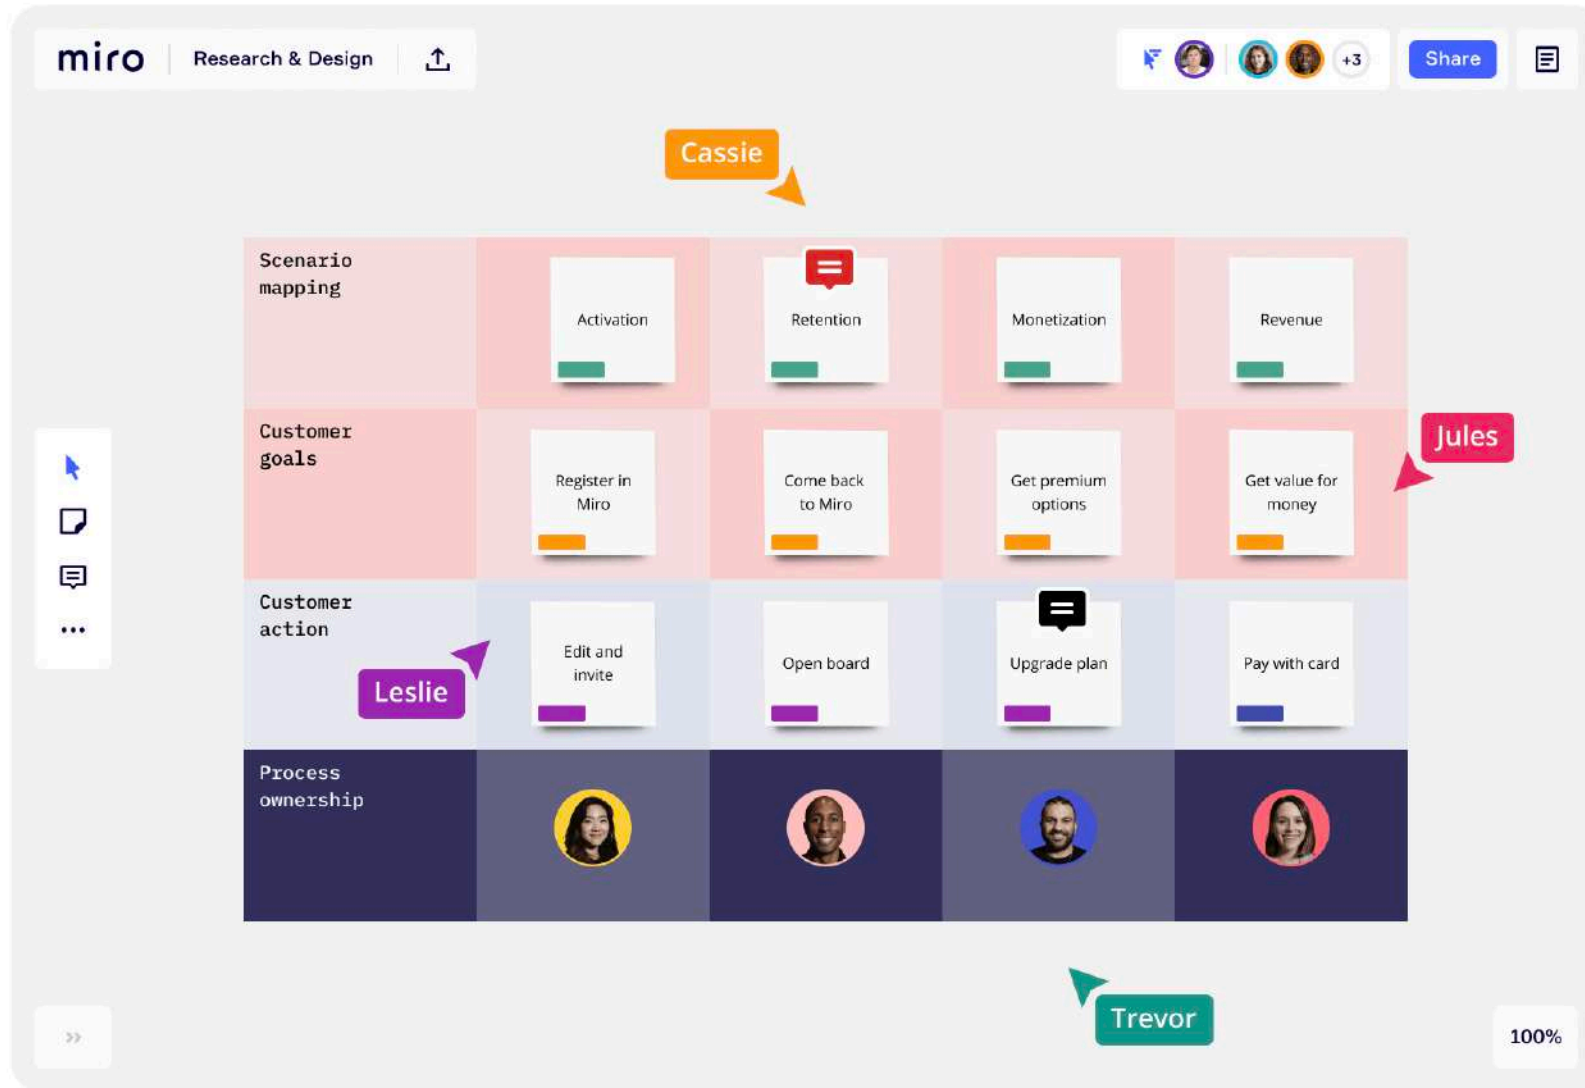 miro
Research & Design
+3
Share
Cassie
Scenario
mapping
Activation
Retention
Monetization
Revenue
Customer
goals
Register in
Miro
Come back
to Miro
Get premium
options
Get value for
money
Jules
Customer
action
Edit and
invite
Open board
Upgrade plan
Pay with card
Leslie
Process
ownership
Trevor
100%